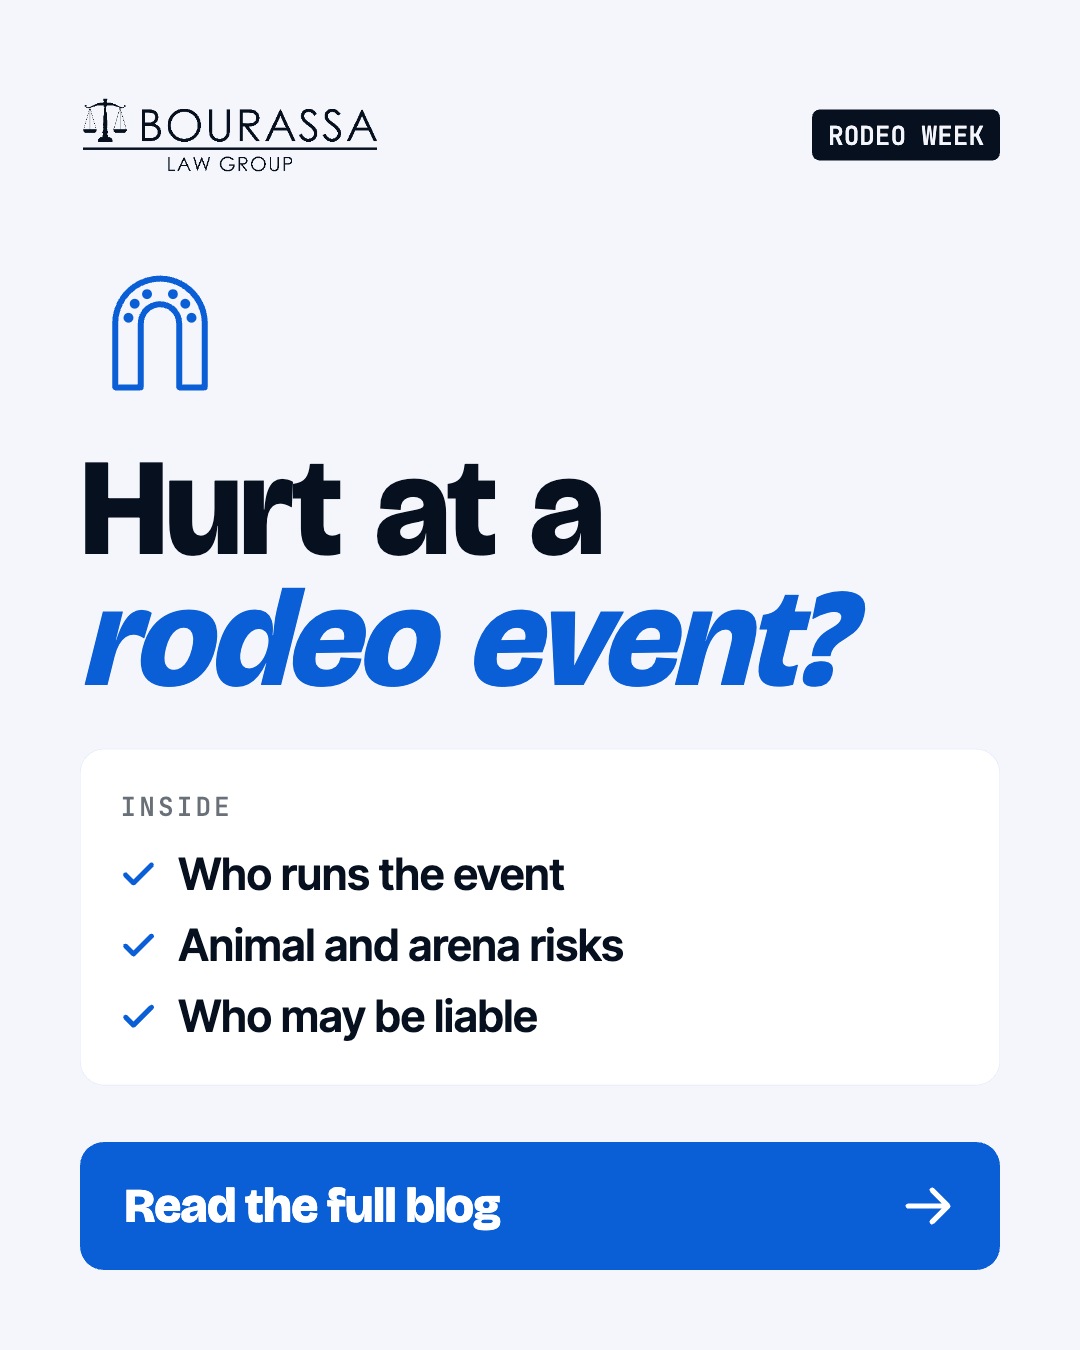 BOURASSA
LAW GROUP
RODEO WEEK
Hurt at a
rodeo event?
INSIDE
Who runs the event
Animal and arena risks
Who may be liable
Read the full blog